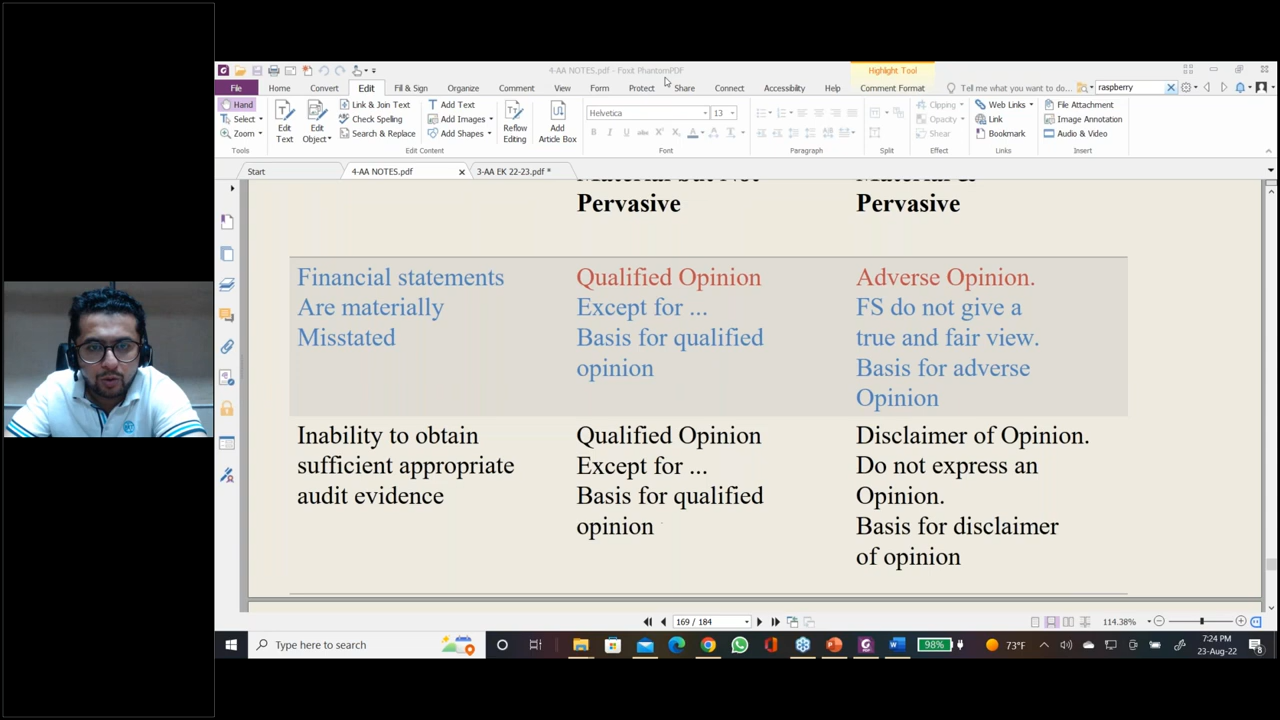 4-AA NOTES.pdf - Foxit PhantomPDF
Highlight Tool
File Home Convert Edit Fill & Sign Organize Comment View Form Protect Share Connect Accessibility Help Comment Format Tell me what you want... raspberry
Hand
Select
Zoom
Tools
Edit Text
Edit Object
Link & Join Text
Check Spelling
Search & Replace
Edit Content
Add Text
Add Images
Add Shapes
Reflow Editing
Add Article Box
Helvetica 13
Font
Paragraph
Split
Clipping
Opacity
Shear
Effect
Web Links
Link
Bookmark
Links
File Attachment
Image Annotation
Audio & Video
Insert
Start 4-AA NOTES.pdf 3-AA EK 22-23.pdf *
Material but Not
Pervasive
Material &
Pervasive
Financial statements
Are materially
Misstated
Qualified Opinion
Except for ...
Basis for qualified
opinion
Adverse Opinion.
FS do not give a
true and fair view.
Basis for adverse
Opinion
Inability to obtain
sufficient appropriate
audit evidence
Qualified Opinion
Except for ...
Basis for qualified
opinion
Disclaimer of Opinion.
Do not express an
Opinion.
Basis for disclaimer
of opinion
169 / 184
114.38%
Type here to search
98%
73°F
7:24 PM
23-Aug-22
8